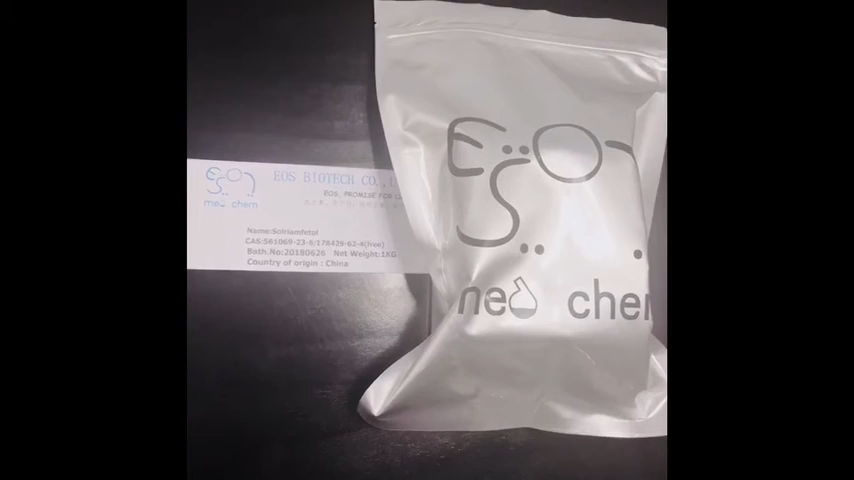 EOS
med chem
EOS BIOTECH CO.,L
EOS, PROMISE FOR
Name:Solriamfetol
CAS:561069-23-6/178429-62-4(free)
Bath.No:20180626 Net Weight:1KG
Country of origin : China
EOS
med chem